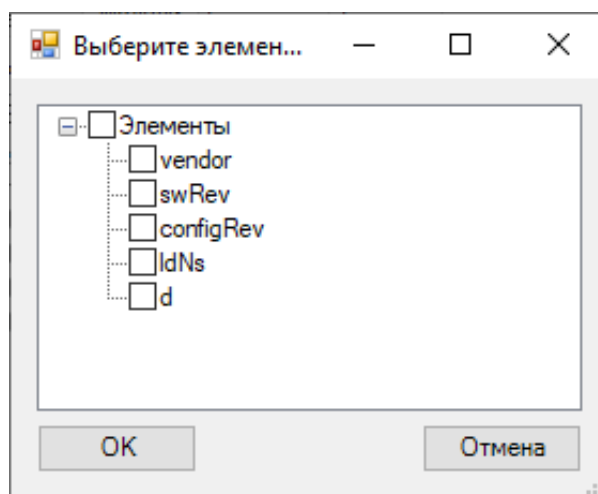 Выберите элемен...
Элементы
vendor
swRev
configRev
ldNs
d
OK
Отмена